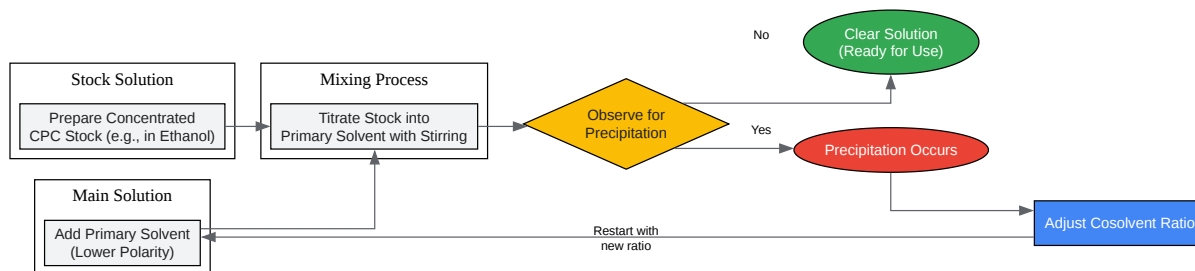 Stock Solution
Prepare Concentrated
CPC Stock (e.g., in Ethanol)
Mixing Process
Titrate Stock into
Primary Solvent with Stirring
Main Solution
Add Primary Solvent
(Lower Polarity)
Observe for
Precipitation
No
Clear Solution
(Ready for Use)
Yes
Precipitation Occurs
Adjust Cosolvent Ratio
Restart with
new ratio